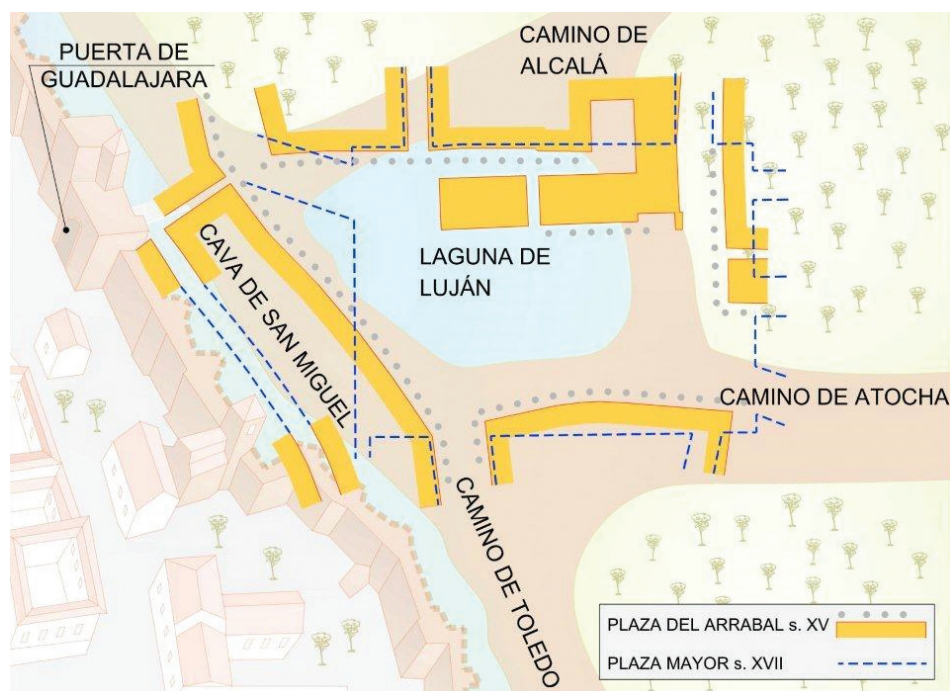 PUERTA DE
GUADALAJARA
CAMINO DE
ALCALÁ
LAGUNA DE
LUJÁN
CAVA DE SAN MIGUEL
CAMINO DE ATOCHA
CAMINO DE TOLEDO
PLAZA DEL ARRABAL s. XV
PLAZA MAYOR s. XVII